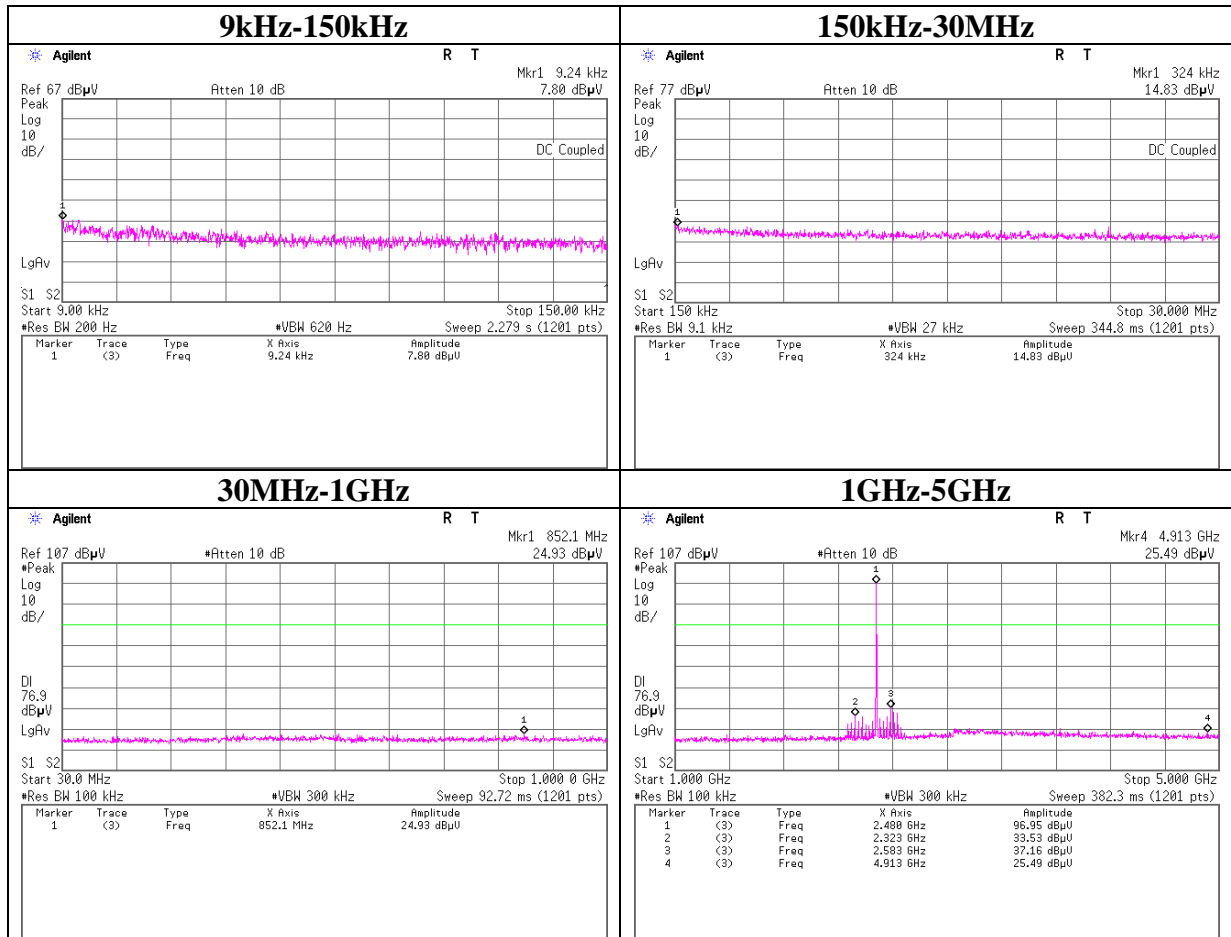 9kHz-150kHz
Agilent R T
Mkr1 9.24 kHz
Ref 67 dBµV Atten 10 dB 7.80 dBµV
Peak
Log
10
dB/
DC Coupled
1
LgAv
S1 S2
Start 9.00 kHz Stop 150.00 kHz
#Res BW 200 Hz #VBW 620 Hz Sweep 2.279 s (1201 pts)
Marker Trace Type X Axis Amplitude
1 (3) Freq 9.24 kHz 7.80 dBµV
150kHz-30MHz
Agilent R T
Mkr1 324 kHz
Ref 77 dBµV Atten 10 dB 14.83 dBµV
Peak
Log
10
dB/
DC Coupled
1
LgAv
S1 S2
Start 150 kHz Stop 30.000 MHz
#Res BW 9.1 kHz #VBW 27 kHz Sweep 344.8 ms (1201 pts)
Marker Trace Type X Axis Amplitude
1 (3) Freq 324 kHz 14.83 dBµV
30MHz-1GHz
Agilent R T
Mkr1 852.1 MHz
Ref 107 dBµV #Atten 10 dB 24.93 dBµV
#Peak
Log
10
dB/
DI
76.9
dBµV
1
LgAv
S1 S2
Start 30.0 MHz Stop 1.000 0 GHz
#Res BW 100 kHz #VBW 300 kHz Sweep 92.72 ms (1201 pts)
Marker Trace Type X Axis Amplitude
1 (3) Freq 852.1 MHz 24.93 dBµV
1GHz-5GHz
Agilent R T
Mkr4 4.913 GHz
Ref 107 dBµV #Atten 10 dB 25.49 dBµV
#Peak
1
Log
10
dB/
DI
76.9
dBµV
2 3
4
LgAv
S1 S2
Start 1.000 GHz Stop 5.000 GHz
#Res BW 100 kHz #VBW 300 kHz Sweep 382.3 ms (1201 pts)
Marker Trace Type X Axis Amplitude
1 (3) Freq 2.480 GHz 96.95 dBµV
2 (3) Freq 2.323 GHz 33.53 dBµV
3 (3) Freq 2.583 GHz 37.16 dBµV
4 (3) Freq 4.913 GHz 25.49 dBµV